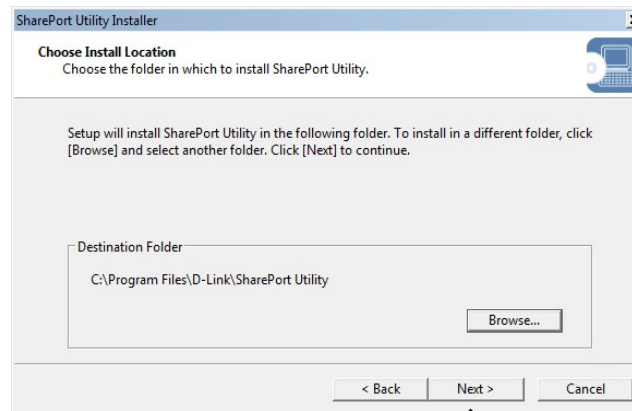 SharePort Utility Installer
Choose Install Location
Choose the folder in which to install SharePort Utility.
Setup will install SharePort Utility in the following folder. To install in a different folder, click
[Browse] and select another folder. Click [Next] to continue.
Destination Folder
C:\Program Files\D-Link\SharePort Utility
Browse...
< Back Next > Cancel